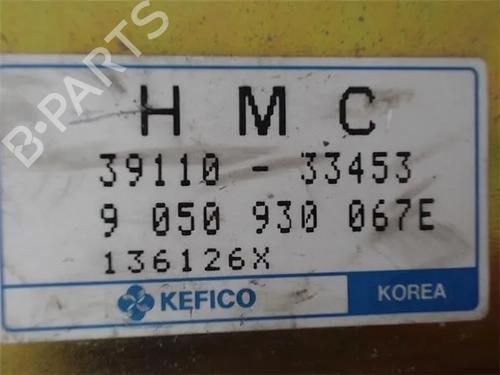 B-PARTS
H M C
39110 - 33453
9 050 930 067E
136126X
KEFICO
KOREA